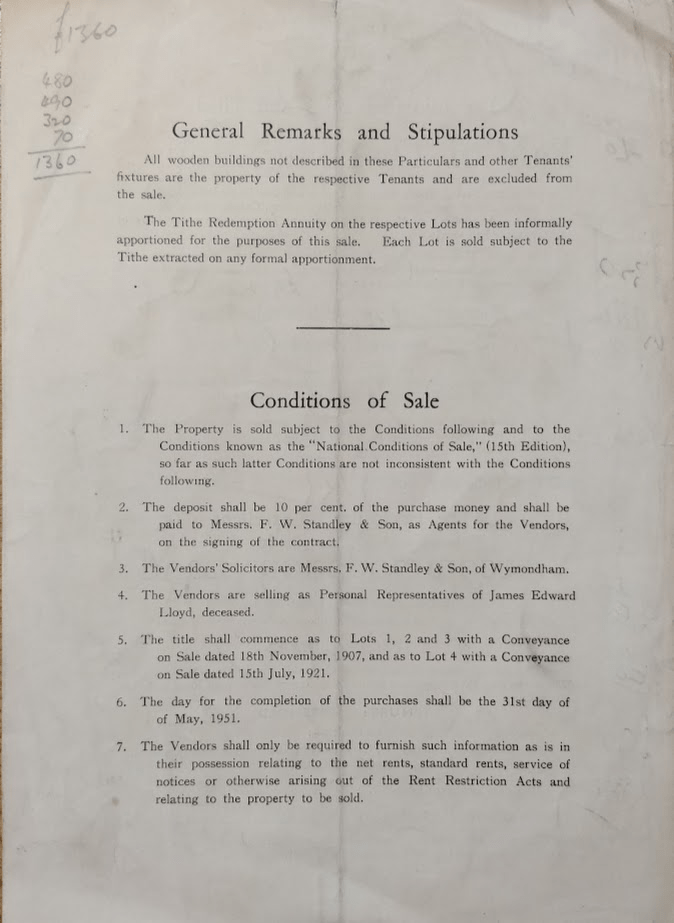 £1360
480
490
320
70
1360
General Remarks and Stipulations
All wooden buildings not described in these Particulars and other Tenants'
fixtures are the property of the respective Tenants and are excluded from
the sale.
The Tithe Redemption Annuity on the respective Lots has been informally
apportioned for the purposes of this sale. Each Lot is sold subject to the
Tithe extracted on any formal apportionment.
Conditions of Sale
1. The Property is sold subject to the Conditions following and to the
Conditions known as the "National Conditions of Sale," (15th Edition),
so far as such latter Conditions are not inconsistent with the Conditions
following.
2. The deposit shall be 10 per cent. of the purchase money and shall be
paid to Messrs. F. W. Standley & Son, as Agents for the Vendors,
on the signing of the contract.
3. The Vendors' Solicitors are Messrs. F. W. Standley & Son, of Wymondham.
4. The Vendors are selling as Personal Representatives of James Edward
Lloyd, deceased.
5. The title shall commence as to Lots 1, 2 and 3 with a Conveyance
on Sale dated 18th November, 1907, and as to Lot 4 with a Conveyance
on Sale dated 15th July, 1921.
6. The day for the completion of the purchases shall be the 31st day of
of May, 1951.
7. The Vendors shall only be required to furnish such information as is in
their possession relating to the net rents, standard rents, service of
notices or otherwise arising out of the Rent Restriction Acts and
relating to the property to be sold.